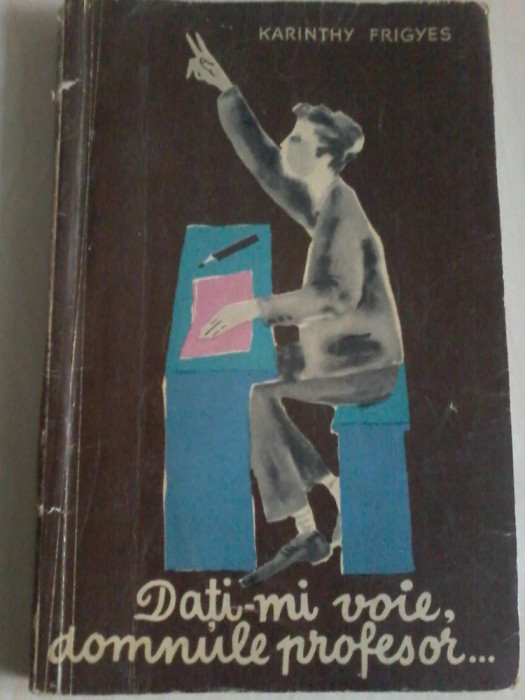 KARINTHY FRIGYES
Dați-mi voie,
domnule profesor...